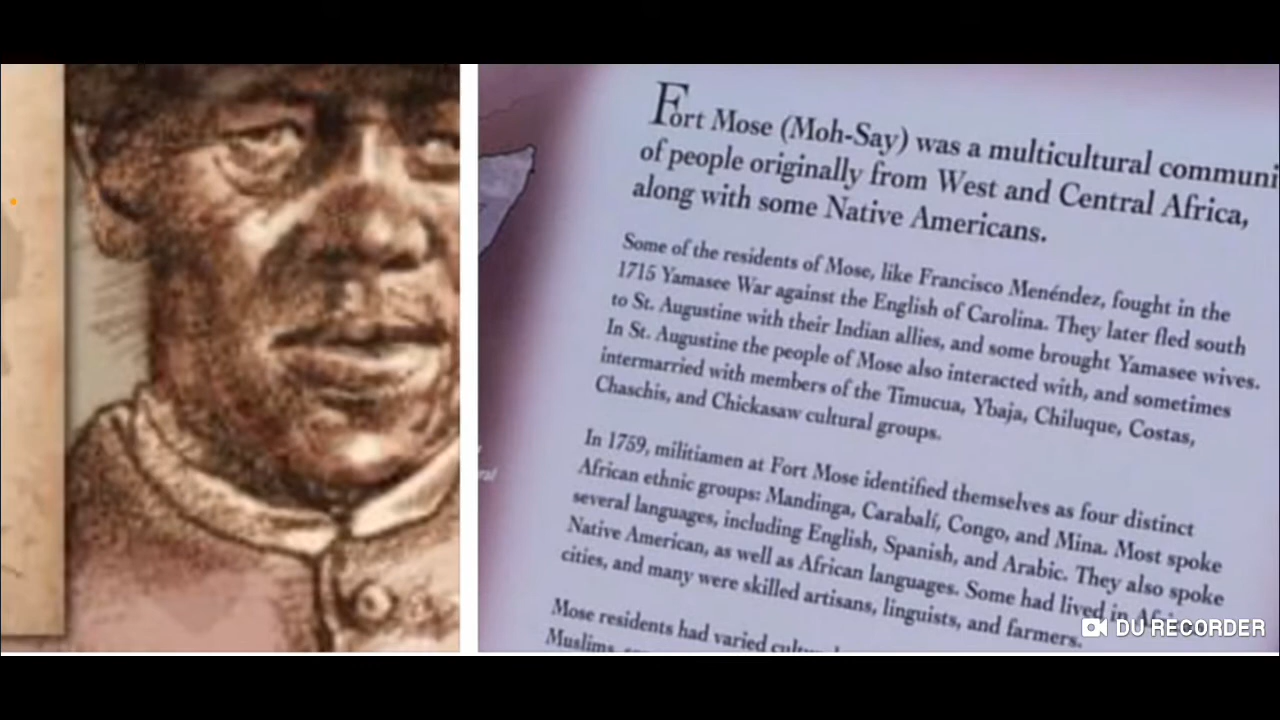 Fort Mose (Moh-Say) was a multicultural communi
of people originally from West and Central Africa,
along with some Native Americans.
Some of the residents of Mose, like Francisco Menéndez, fought in the
1715 Yamasee War against the English of Carolina. They later fled south
to St. Augustine with their Indian allies, and some brought Yamasee wives.
In St. Augustine the people of Mose also interacted with, and sometimes
intermarried with members of the Timucua, Ybaja, Chiluque, Costas,
Chaschis, and Chickasaw cultural groups.
In 1759, militiamen at Fort Mose identified themselves as four distinct
African ethnic groups: Mandinga, Carabalí, Congo, and Mina. Most spoke
several languages, including English, Spanish, and Arabic. They also spoke
Native American, as well as African languages. Some had lived in
cities, and many were skilled artisans, linguists, and farmers.
Mose residents had varied
Muslims,
DU RECORDER